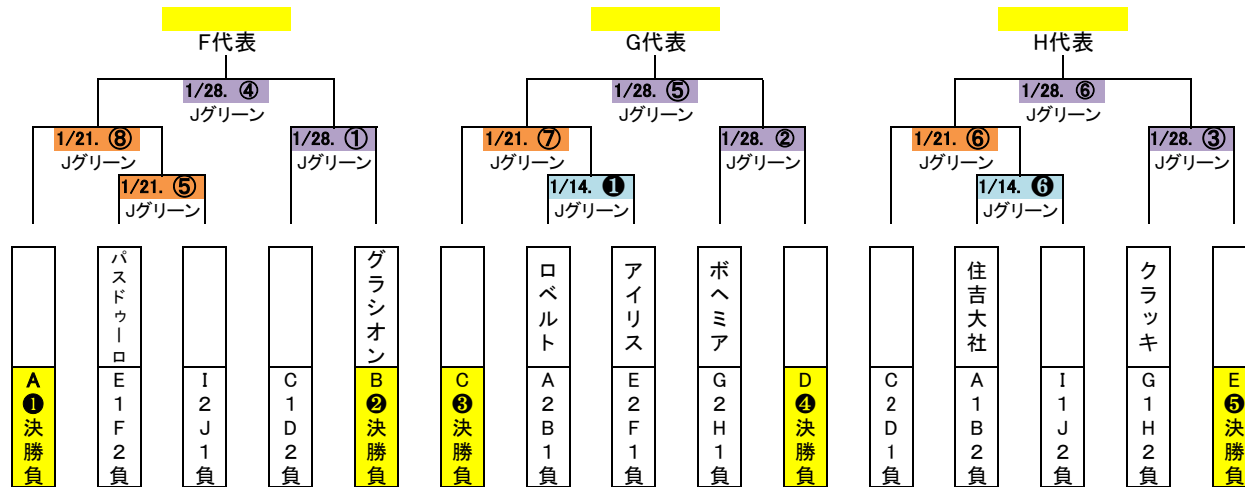 F代表
G代表
H代表
1/28. ④
Jグリーン
1/28. ⑤
Jグリーン
1/28. ⑥
Jグリーン
1/21. ⑧
Jグリーン
1/28. ①
Jグリーン
1/21. ⑦
Jグリーン
1/28. ②
Jグリーン
1/21. ⑥
Jグリーン
1/28. ③
Jグリーン
1/21. ⑤
Jグリーン
1/14. ❶
Jグリーン
1/14. ❻
Jグリーン
パスドゥーロ
グラシオン
ロベルト
アイリス
ボヘミア
住吉大社
クラッキ
A❶決勝負
E1F2負
I2J1負
C1D2負
B❷決勝負
C❸決勝負
A2B1負
E2F1負
G2H1負
D❹決勝負
C2D1負
A1B2負
I1J2負
G1H2負
E❺決勝負